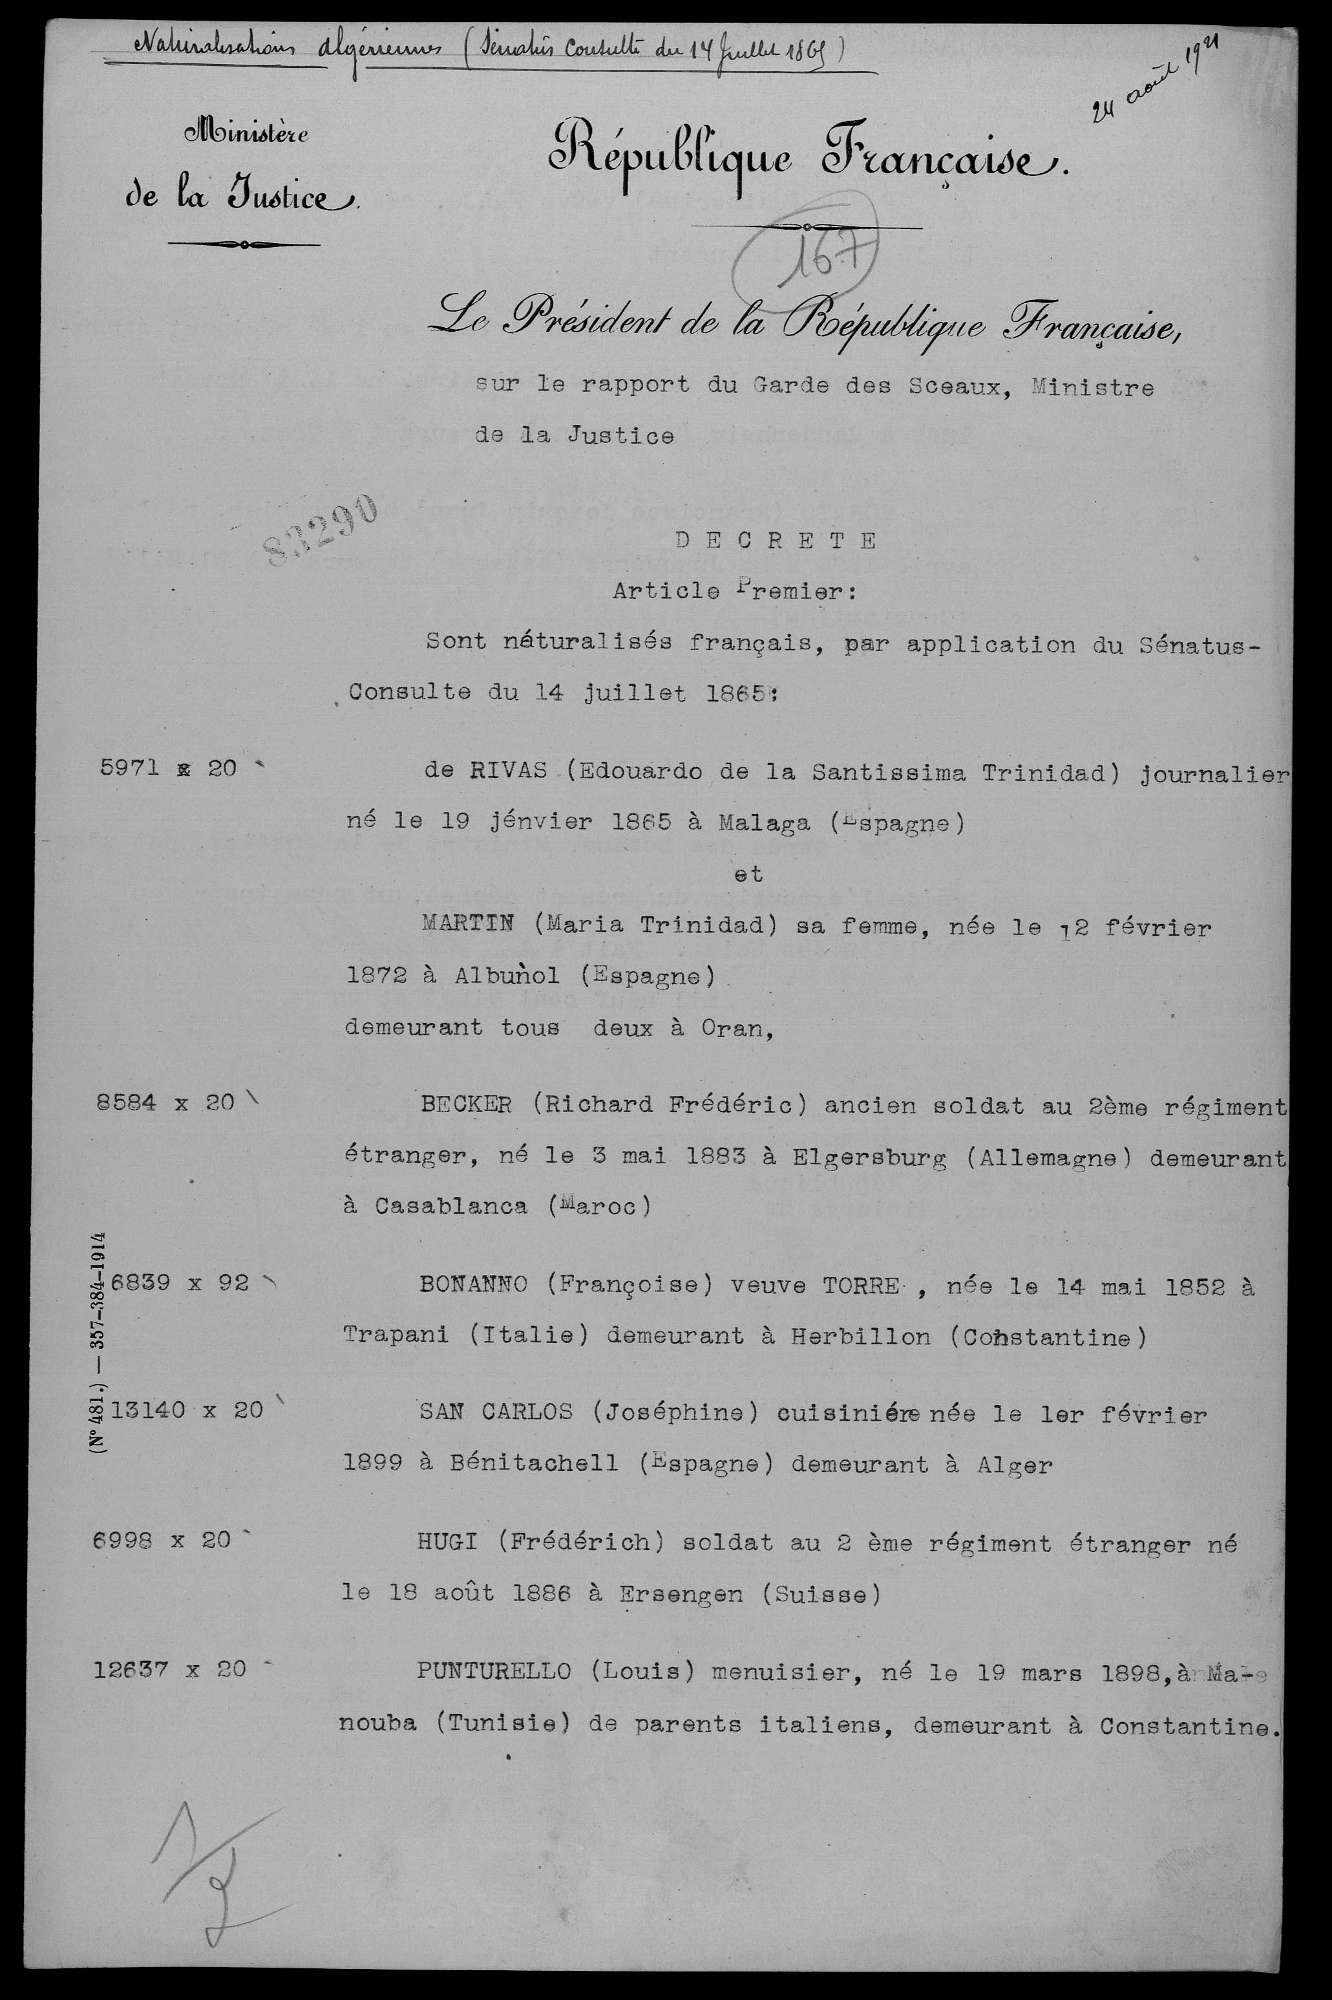 Naturalisations algériennes (Sénatus Consulte du 14 Juillet 1865)
24 août 1921
Ministère
de la Justice.
République Française.
167
Le Président de la République Française,
sur le rapport du Garde des Sceaux, Ministre
de la Justice
83290
D E C R E T E
Article Premier:
Sont náturalisés français, par application du Sénatus-
Consulte du 14 juillet 1865:
5971 x 20 de RIVAS (Edouardo de la Santissima Trinidad) journalier
né le 19 jénvier 1865 à Malaga (Espagne)
et
MARTIN (Maria Trinidad) sa femme, née le 12 février
1872 à Albuñol (Espagne)
demeurant tous deux à Oran,
8584 x 20 BECKER (Richard Frédéric) ancien soldat au 2ème régiment
étranger, né le 3 mai 1883 à Elgersburg (Allemagne) demeurant
à Casablanca (Maroc)
6839 x 92 BONANNO (Françoise) veuve TORRE , née le 14 mai 1852 à
Trapani (Italie) demeurant à Herbillon (Constantine)
13140 x 20 SAN CARLOS (Joséphine) cuisiniére née le 1er février
1899 à Bénitachell (Espagne) demeurant à Alger
6998 x 20 HUGI (Frédérich) soldat au 2 ème régiment étranger né
le 18 août 1886 à Ersengen (Suisse)
12637 x 20 PUNTURELLO (Louis) menuisier, né le 19 mars 1898, à Ma-
nouba (Tunisie) de parents italiens, demeurant à Constantine.
(N° 481.) — 357-384-1914